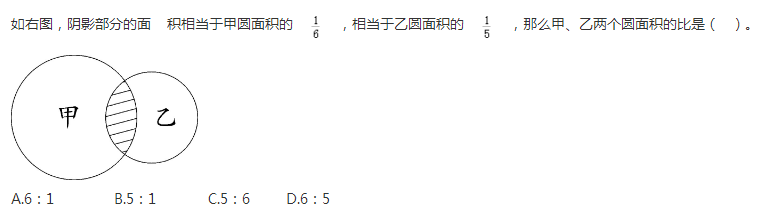 如右图，阴影部分的面 积相当于甲圆面积的 1/6 ，相当于乙圆面积的 1/5 ，那么甲、乙两个圆面积的比是（ ）。
甲 乙
A.6：1 B.5：1 C.5：6 D.6：5